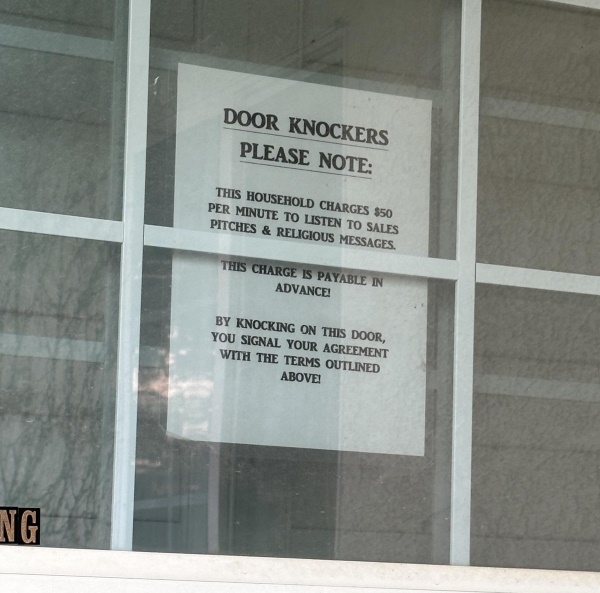 DOOR KNOCKERS
PLEASE NOTE:
THIS HOUSEHOLD CHARGES $50
PER MINUTE TO LISTEN TO SALES
PITCHES & RELIGIOUS MESSAGES.
THIS CHARGE IS PAYABLE IN
ADVANCE!
BY KNOCKING ON THIS DOOR,
YOU SIGNAL YOUR AGREEMENT
WITH THE TERMS OUTLINED
ABOVE!
NG